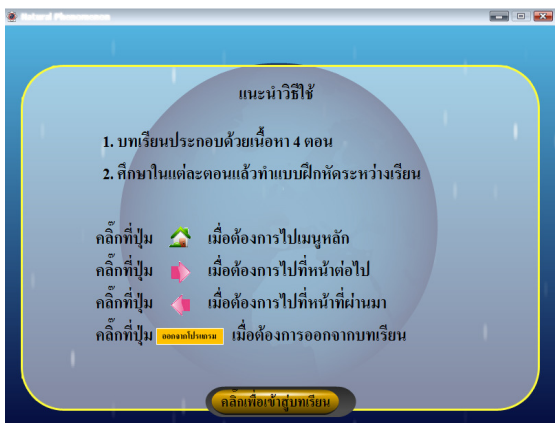 Natural Phenomenon
แนะนำวิธีใช้
1. บทเรียนประกอบด้วยเนื้อหา 4 ตอน
2. ศึกษาในแต่ละตอนแล้วทำแบบฝึกหัดระหว่างเรียน
คลิ๊กที่ปุ่ม เมื่อต้องการไปเมนูหลัก
คลิ๊กที่ปุ่ม เมื่อต้องการไปที่หน้าต่อไป
คลิ๊กที่ปุ่ม เมื่อต้องการไปที่หน้าที่ผ่านมา
คลิ๊กที่ปุ่ม ออกจากโปรแกรม เมื่อต้องการออกจากบทเรียน
คลิ๊กเพื่อเข้าสู่บทเรียน